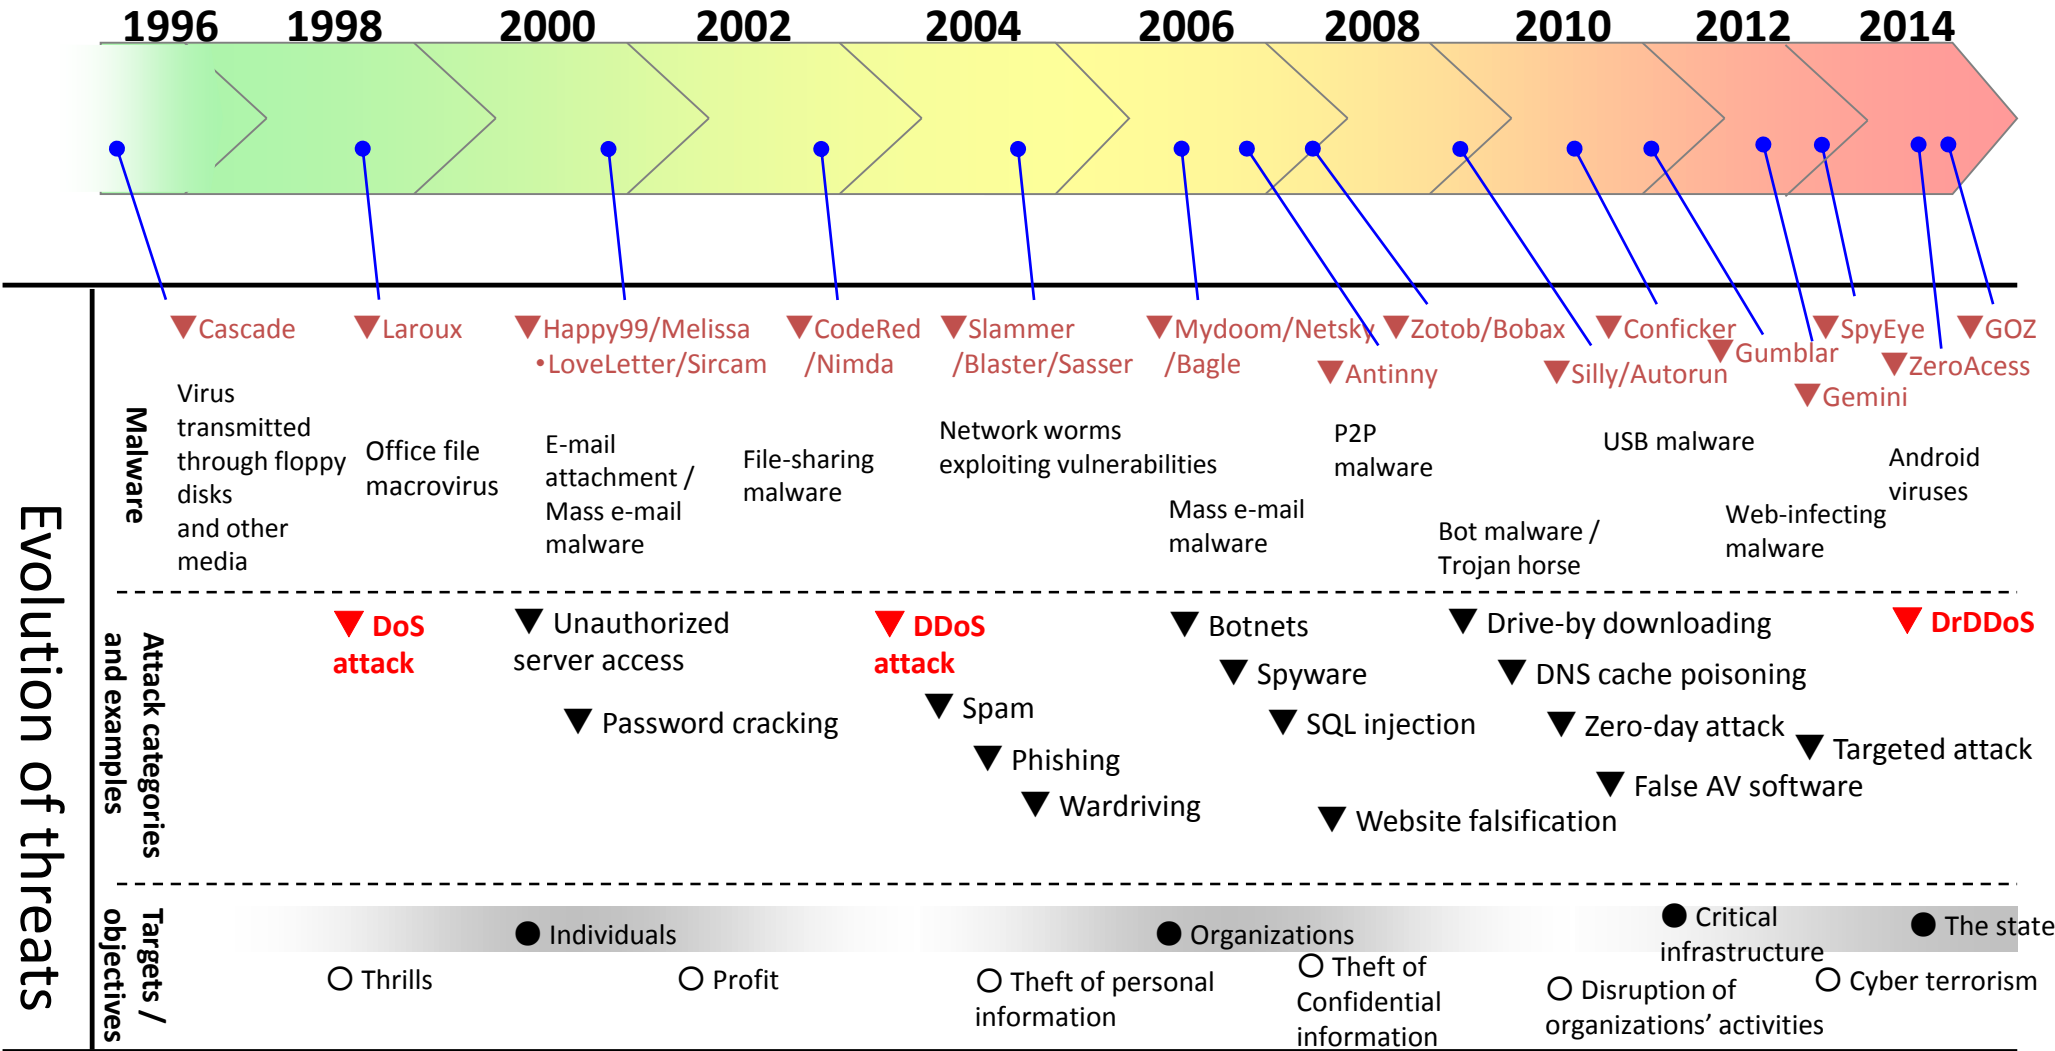 1996 1998 2000 2002 2004 2006 2008 2010 2012 2014
Evolution of threats
Malware
▼Cascade
▼Laroux
▼Happy99/Melissa
•LoveLetter/Sircam
▼CodeRed
/Nimda
▼Slammer
/Blaster/Sasser
▼Mydoom/Netsky
/Bagle
▼Antinny
▼Zotob/Bobax
▼Silly/Autorun
▼Conficker
▼Gumblar
▼Gemini
▼SpyEye
▼ZeroAcess
▼GOZ
Virus
transmitted
through floppy
disks
and other
media
Office file
macrovirus
E-mail
attachment /
Mass e-mail
malware
File-sharing
malware
Network worms
exploiting vulnerabilities
Mass e-mail
malware
P2P
malware
Bot malware /
Trojan horse
USB malware
Web-infecting
malware
Android
viruses
Attack categories
and examples
▼ DoS
attack
▼ Unauthorized
server access
▼ Password cracking
▼ DDoS
attack
▼ Spam
▼ Phishing
▼ Wardriving
▼ Botnets
▼ Spyware
▼ SQL injection
▼ Website falsification
▼ Drive-by downloading
▼ DNS cache poisoning
▼ Zero-day attack
▼ False AV software
▼ Targeted attack
▼ DrDDoS
Targets /
objectives
● Individuals
● Organizations
● Critical
infrastructure
● The state
○ Thrills
○ Profit
○ Theft of personal
information
○ Theft of
Confidential
information
○ Disruption of
organizations’ activities
○ Cyber terrorism